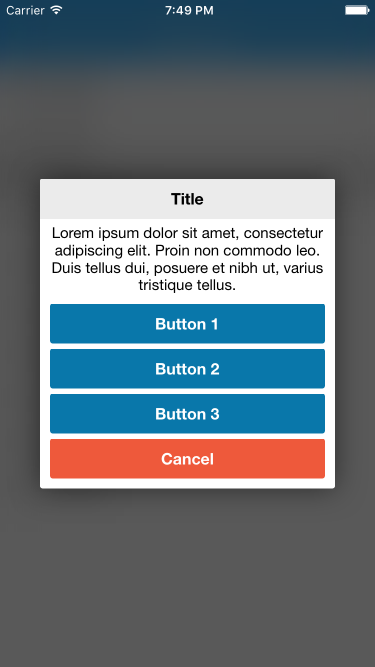 Carrier 7:49 PM
Title
Lorem ipsum dolor sit amet, consectetur
adipiscing elit. Proin non commodo leo.
Duis tellus dui, posuere et nibh ut, varius
tristique tellus.
Button 1
Button 2
Button 3
Cancel